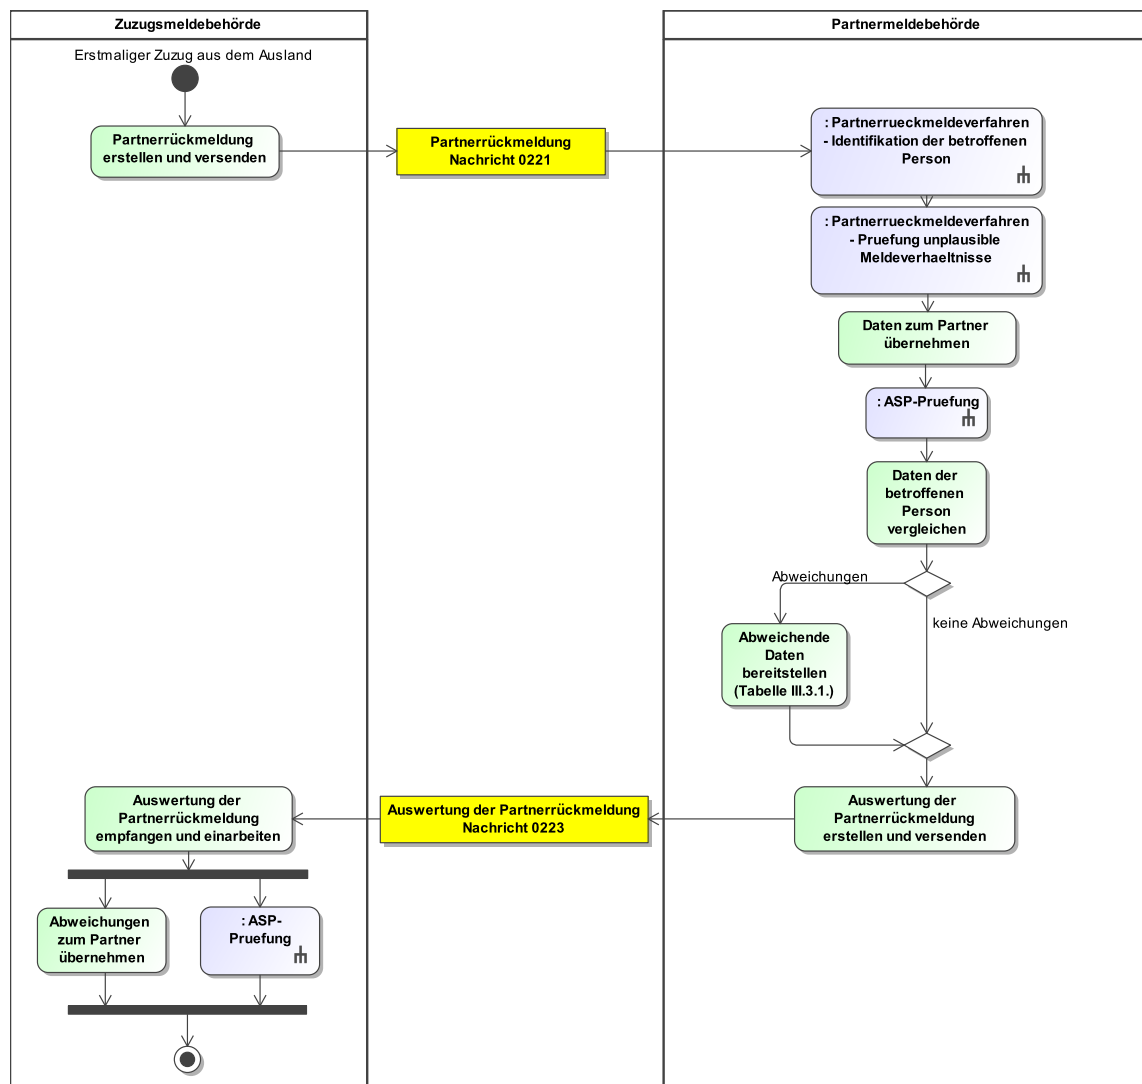 Zuzugsmeldebehörde
Partnermeldebehörde
Erstmaliger Zuzug aus dem Ausland
Partnerrückmeldung
erstellen und versenden
Partnerrückmeldung
Nachricht 0221
: Partnerrueckmeldeverfahren
- Identifikation der betroffenen
Person
: Partnerrueckmeldeverfahren
- Pruefung unplausible
Meldeverhaeltnisse
Daten zum Partner
übernehmen
: ASP-Pruefung
Daten der
betroffenen
Person
vergleichen
Abweichungen
keine Abweichungen
Abweichende
Daten
bereitstellen
(Tabelle III.3.1.)
Auswertung der
Partnerrückmeldung
erstellen und versenden
Auswertung der Partnerrückmeldung
Nachricht 0223
Auswertung der
Partnerrückmeldung
empfangen und einarbeiten
Abweichungen
zum Partner
übernehmen
: ASP-
Pruefung